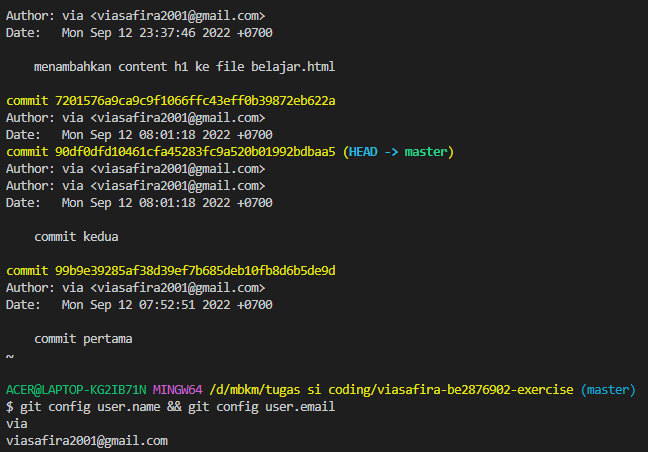 Author: via <viasafira2001@gmail.com>
Date:   Mon Sep 12 23:37:46 2022 +0700
    menambahkan content h1 ke file belajar.html
commit 7201576a9ca9c9f1066ffc43eff0b39872eb622a
Author: via <viasafira2001@gmail.com>
Date:   Mon Sep 12 08:01:18 2022 +0700
commit 90df0dfd10461cfa45283fc9a520b01992bdbaa5 (HEAD -> master)
Author: via <viasafira2001@gmail.com>
Author: via <viasafira2001@gmail.com>
Date:   Mon Sep 12 08:01:18 2022 +0700
    commit kedua
commit 99b9e39285af38d39ef7b685deb10fb8d6b5de9d
Author: via <viasafira2001@gmail.com>
Date:   Mon Sep 12 07:52:51 2022 +0700
    commit pertama
~
ACER@LAPTOP-KG2IB71N MINGW64 /d/mbkm/tugas si coding/viasafira-be2876902-exercise (master)
$ git config user.name && git config user.email
via
viasafira2001@gmail.com